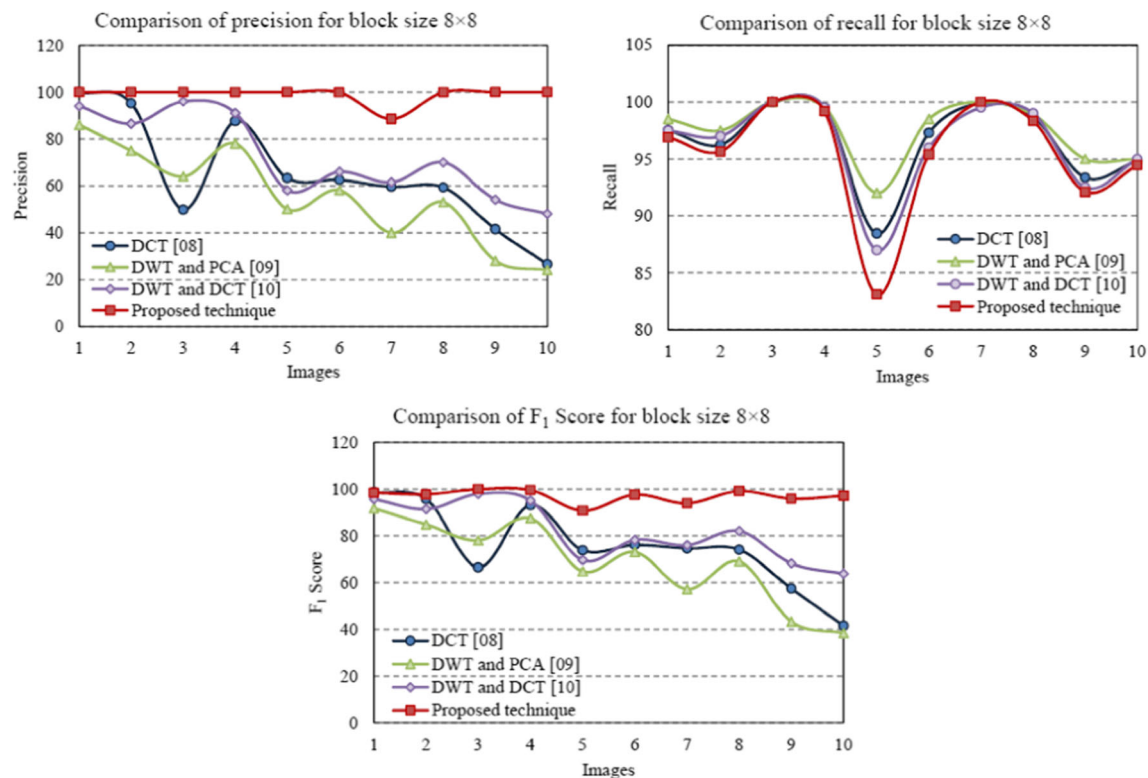 Comparison of precision for block size 8×8
120
100
80
60
40
20
0
Precision
DCT [08]
DWT and PCA [09]
DWT and DCT [10]
Proposed technique
1 2 3 4 5 6 7 8 9 10
Images
Comparison of recall for block size 8×8
105
100
95
90
85
80
Recall
DCT [08]
DWT and PCA [09]
DWT and DCT [10]
Proposed technique
1 2 3 4 5 6 7 8 9 10
Images
Comparison of F₁ Score for block size 8×8
120
100
80
60
40
20
0
F₁ Score
DCT [08]
DWT and PCA [09]
DWT and DCT [10]
Proposed technique
1 2 3 4 5 6 7 8 9 10
Images